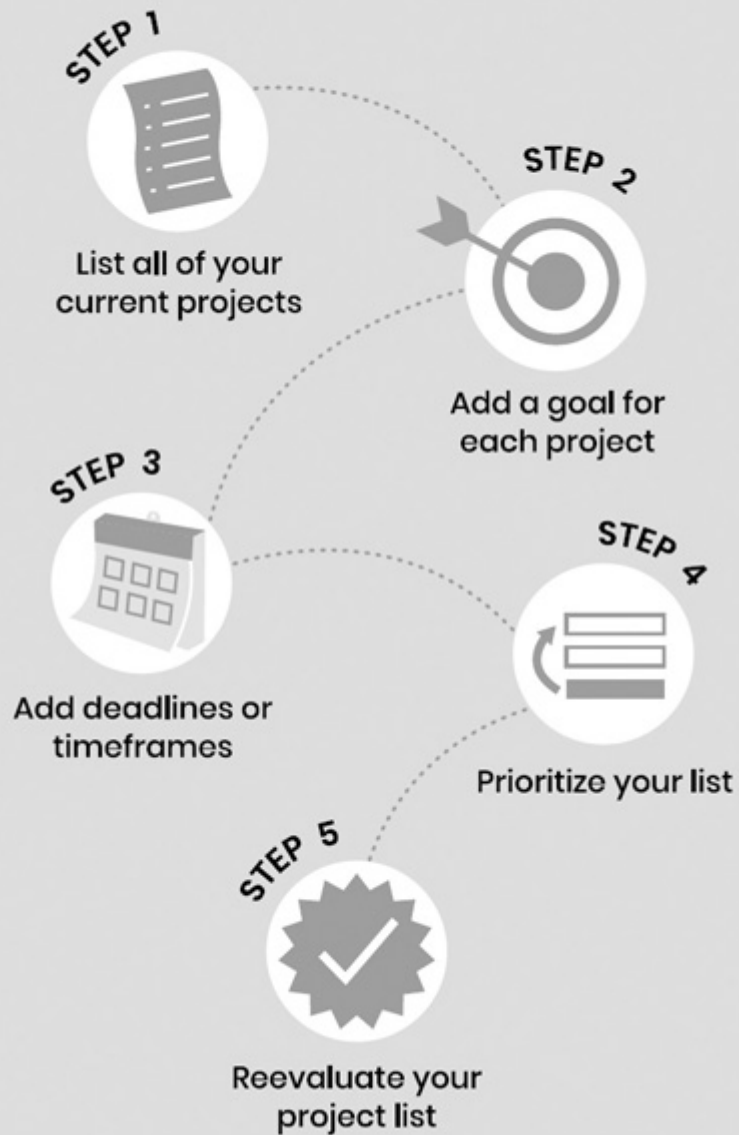 STEP 1
List all of your
current projects
STEP 2
Add a goal for
each project
STEP 3
Add deadlines or
timeframes
STEP 4
Prioritize your list
STEP 5
Reevaluate your
project list